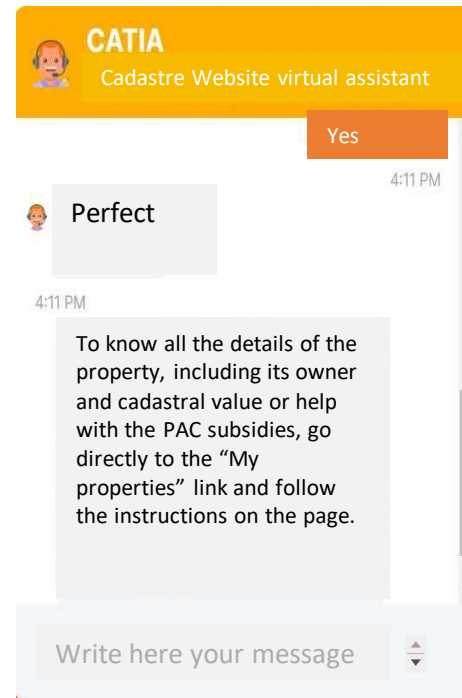 CATIA
Cadastre Website virtual assistant
Yes
4:11 PM
Perfect
4:11 PM
To know all the details of the
property, including its owner
and cadastral value or help
with the PAC subsidies, go
directly to the “My
properties” link and follow
the instructions on the page.
Write here your message